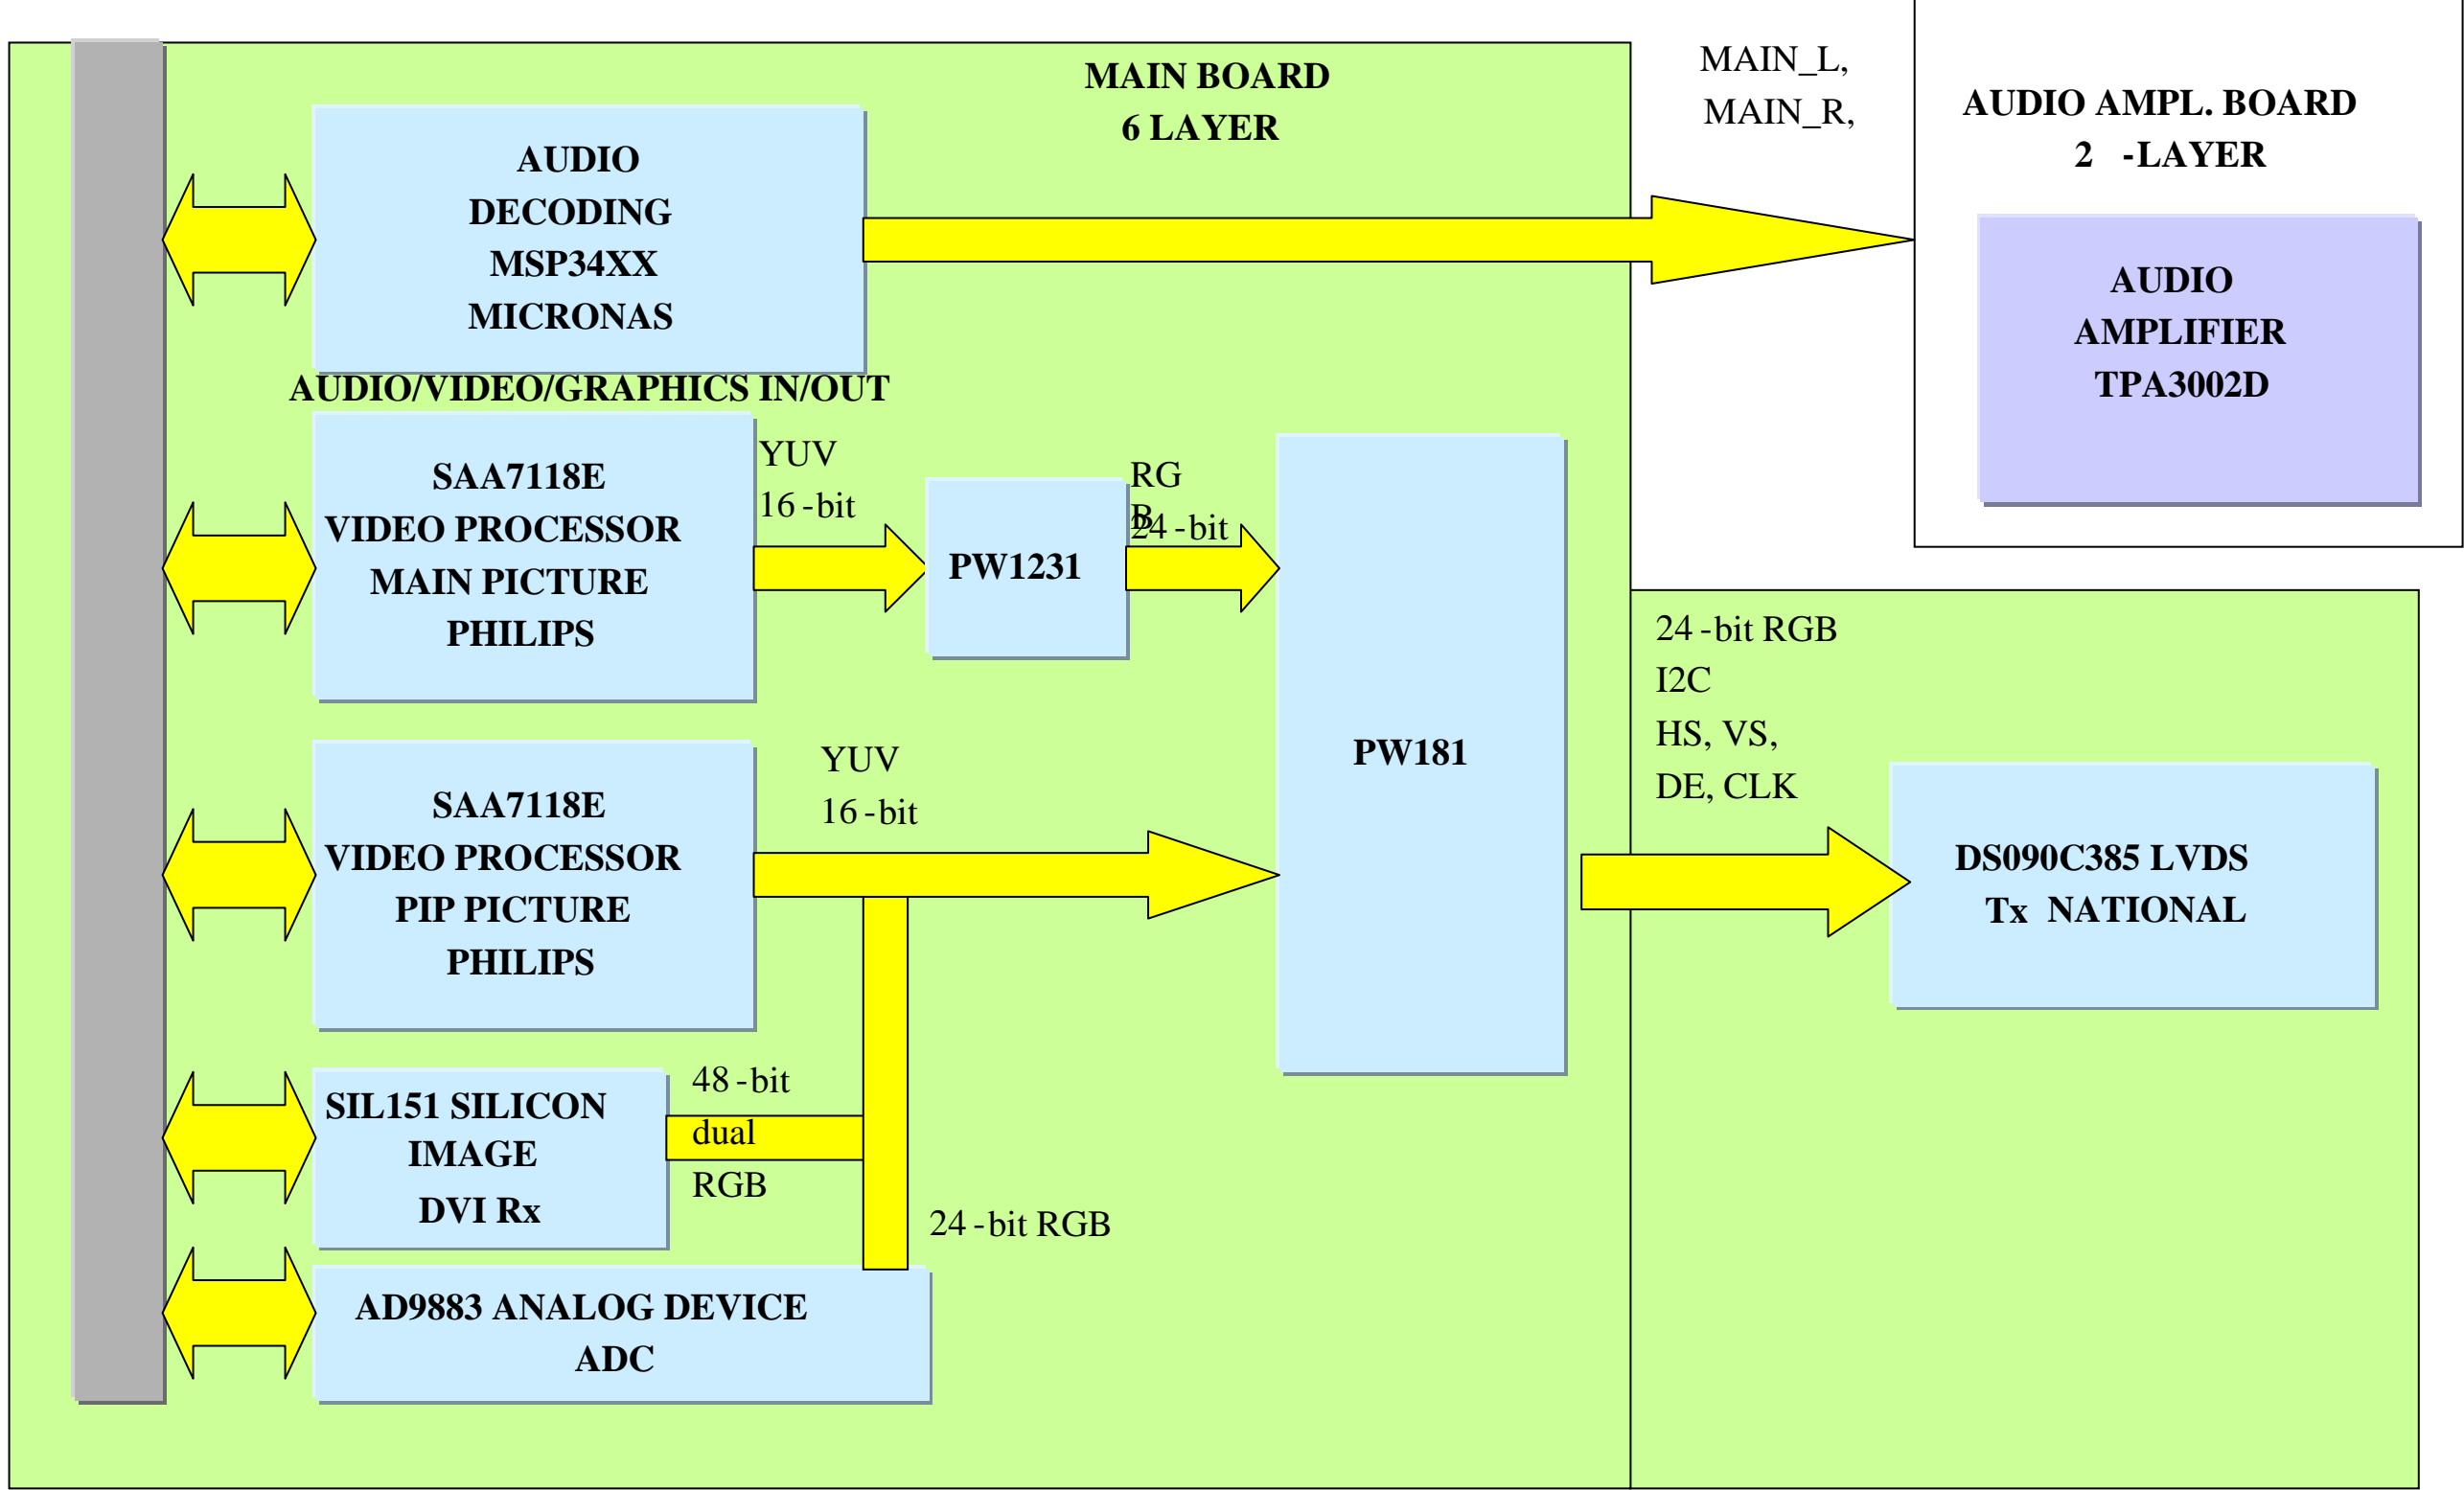 MAIN BOARD
6 LAYER
MAIN_L,
MAIN_R,
AUDIO AMPL. BOARD
2 -LAYER
AUDIO
DECODING
MSP34XX
MICRONAS
AUDIO
AMPLIFIER
TPA3002D
AUDIO/VIDEO/GRAPHICS IN/OUT
SAA7118E
VIDEO PROCESSOR
MAIN PICTURE
PHILIPS
YUV
16-bit
PW1231
RG
B
24-bit
PW181
24-bit RGB
I2C
HS, VS,
DE, CLK
SAA7118E
VIDEO PROCESSOR
PIP PICTURE
PHILIPS
YUV
16-bit
DS090C385 LVDS
Tx NATIONAL
SIL151 SILICON
IMAGE
DVI Rx
48-bit
dual
RGB
24-bit RGB
AD9883 ANALOG DEVICE
ADC